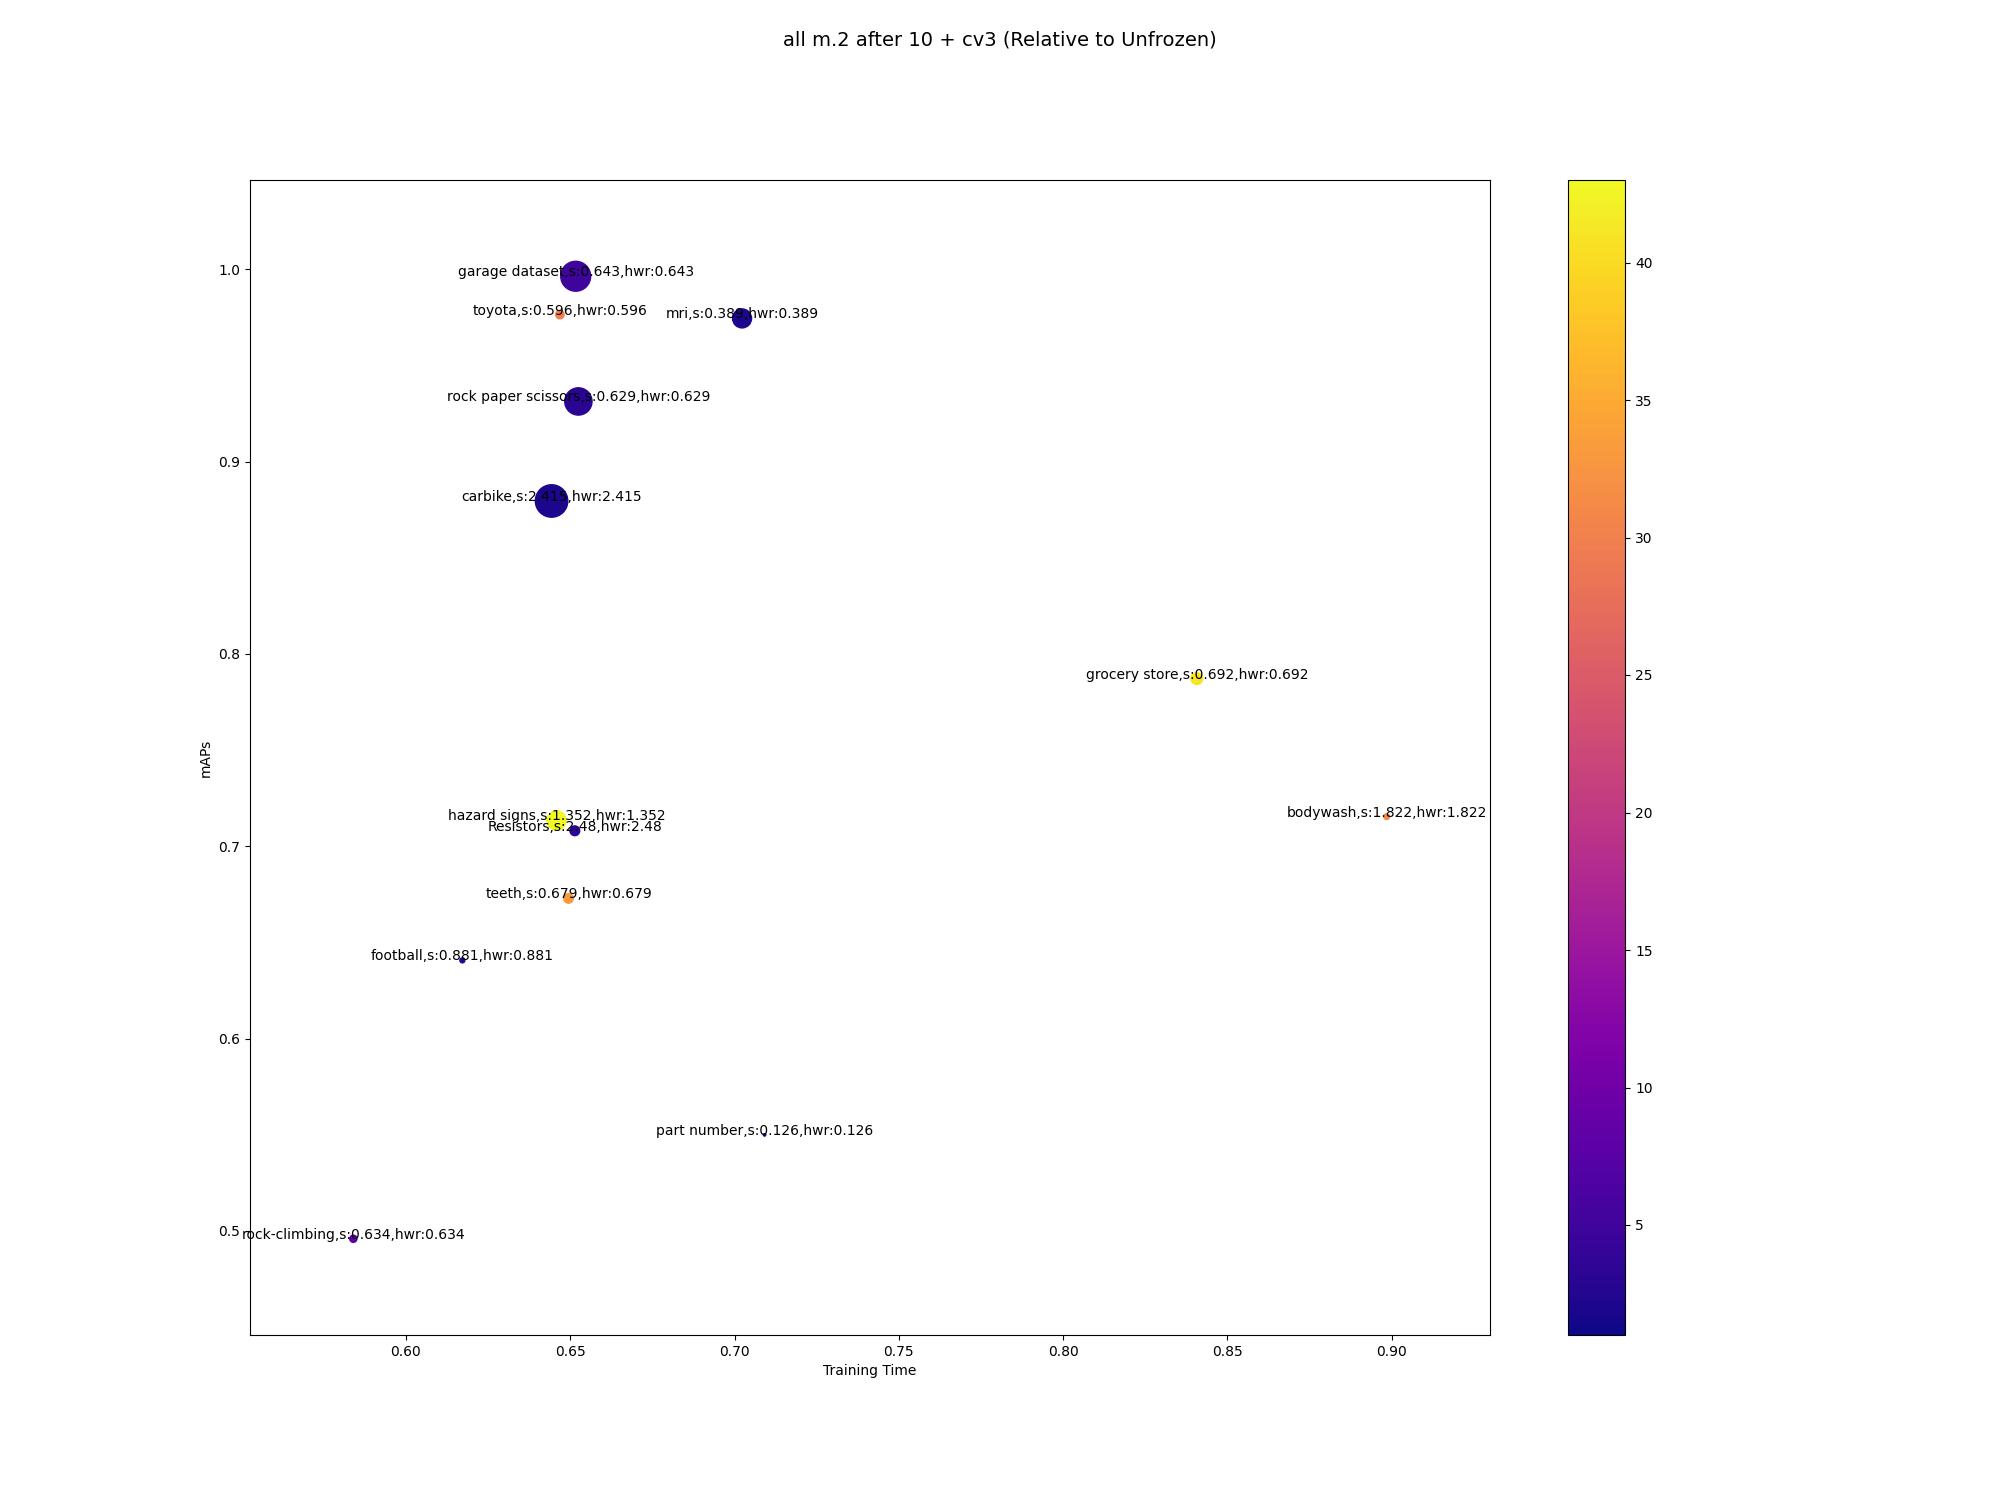 all m.2 after 10 + cv3 (Relative to Unfrozen)
mAPs
1.0
0.9
0.8
0.7
0.6
0.5
garage dataset,s:0.643,hwr:0.643
toyota,s:0.596,hwr:0.596
mri,s:0.389,hwr:0.389
rock paper scissors,s:0.629,hwr:0.629
carbike,s:2.415,hwr:2.415
grocery store,s:0.692,hwr:0.692
bodywash,s:1.822,hwr:1.822
hazard signs,s:1.352,hwr:1.352
Resistors,s:2.48,hwr:2.48
teeth,s:0.679,hwr:0.679
football,s:0.881,hwr:0.881
part number,s:0.126,hwr:0.126
rock-climbing,s:0.634,hwr:0.634
0.60 0.65 0.70 0.75 0.80 0.85 0.90
Training Time
40
35
30
25
20
15
10
5